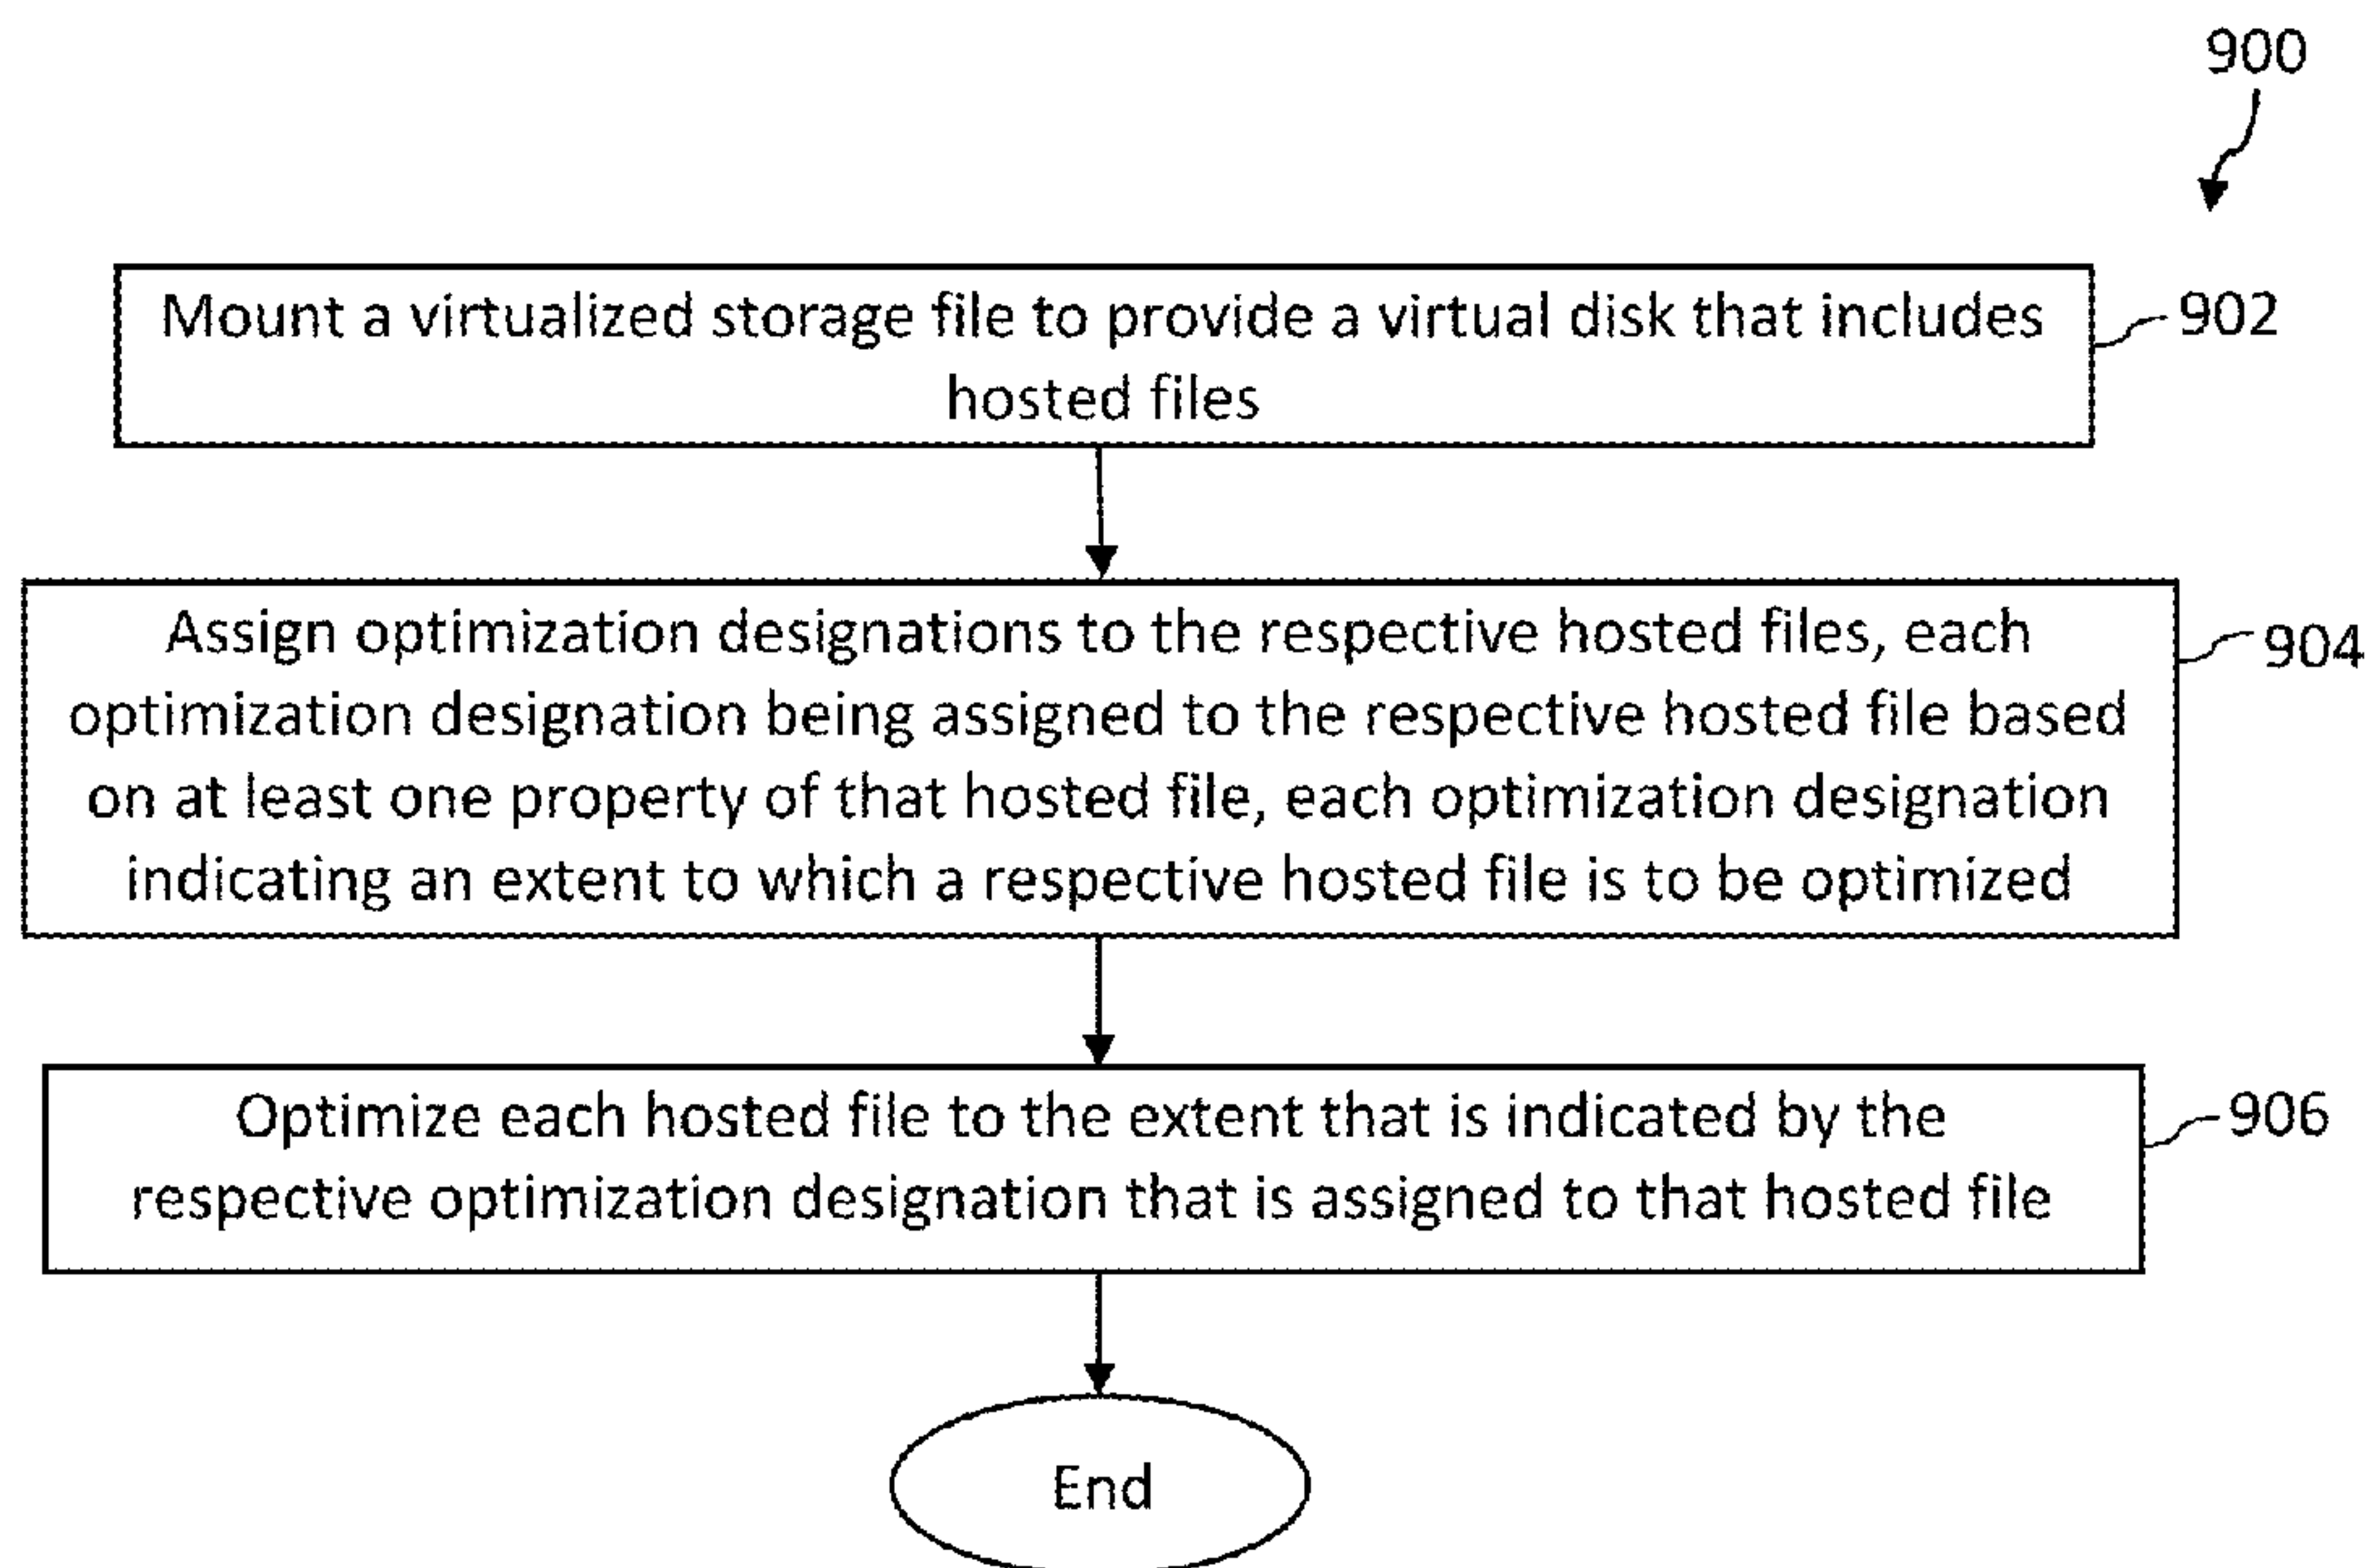 900
Mount a virtualized storage file to provide a virtual disk that includes
hosted files
902
Assign optimization designations to the respective hosted files, each
optimization designation being assigned to the respective hosted file based
on at least one property of that hosted file, each optimization designation
indicating an extent to which a respective hosted file is to be optimized
904
Optimize each hosted file to the extent that is indicated by the
respective optimization designation that is assigned to that hosted file
906
End